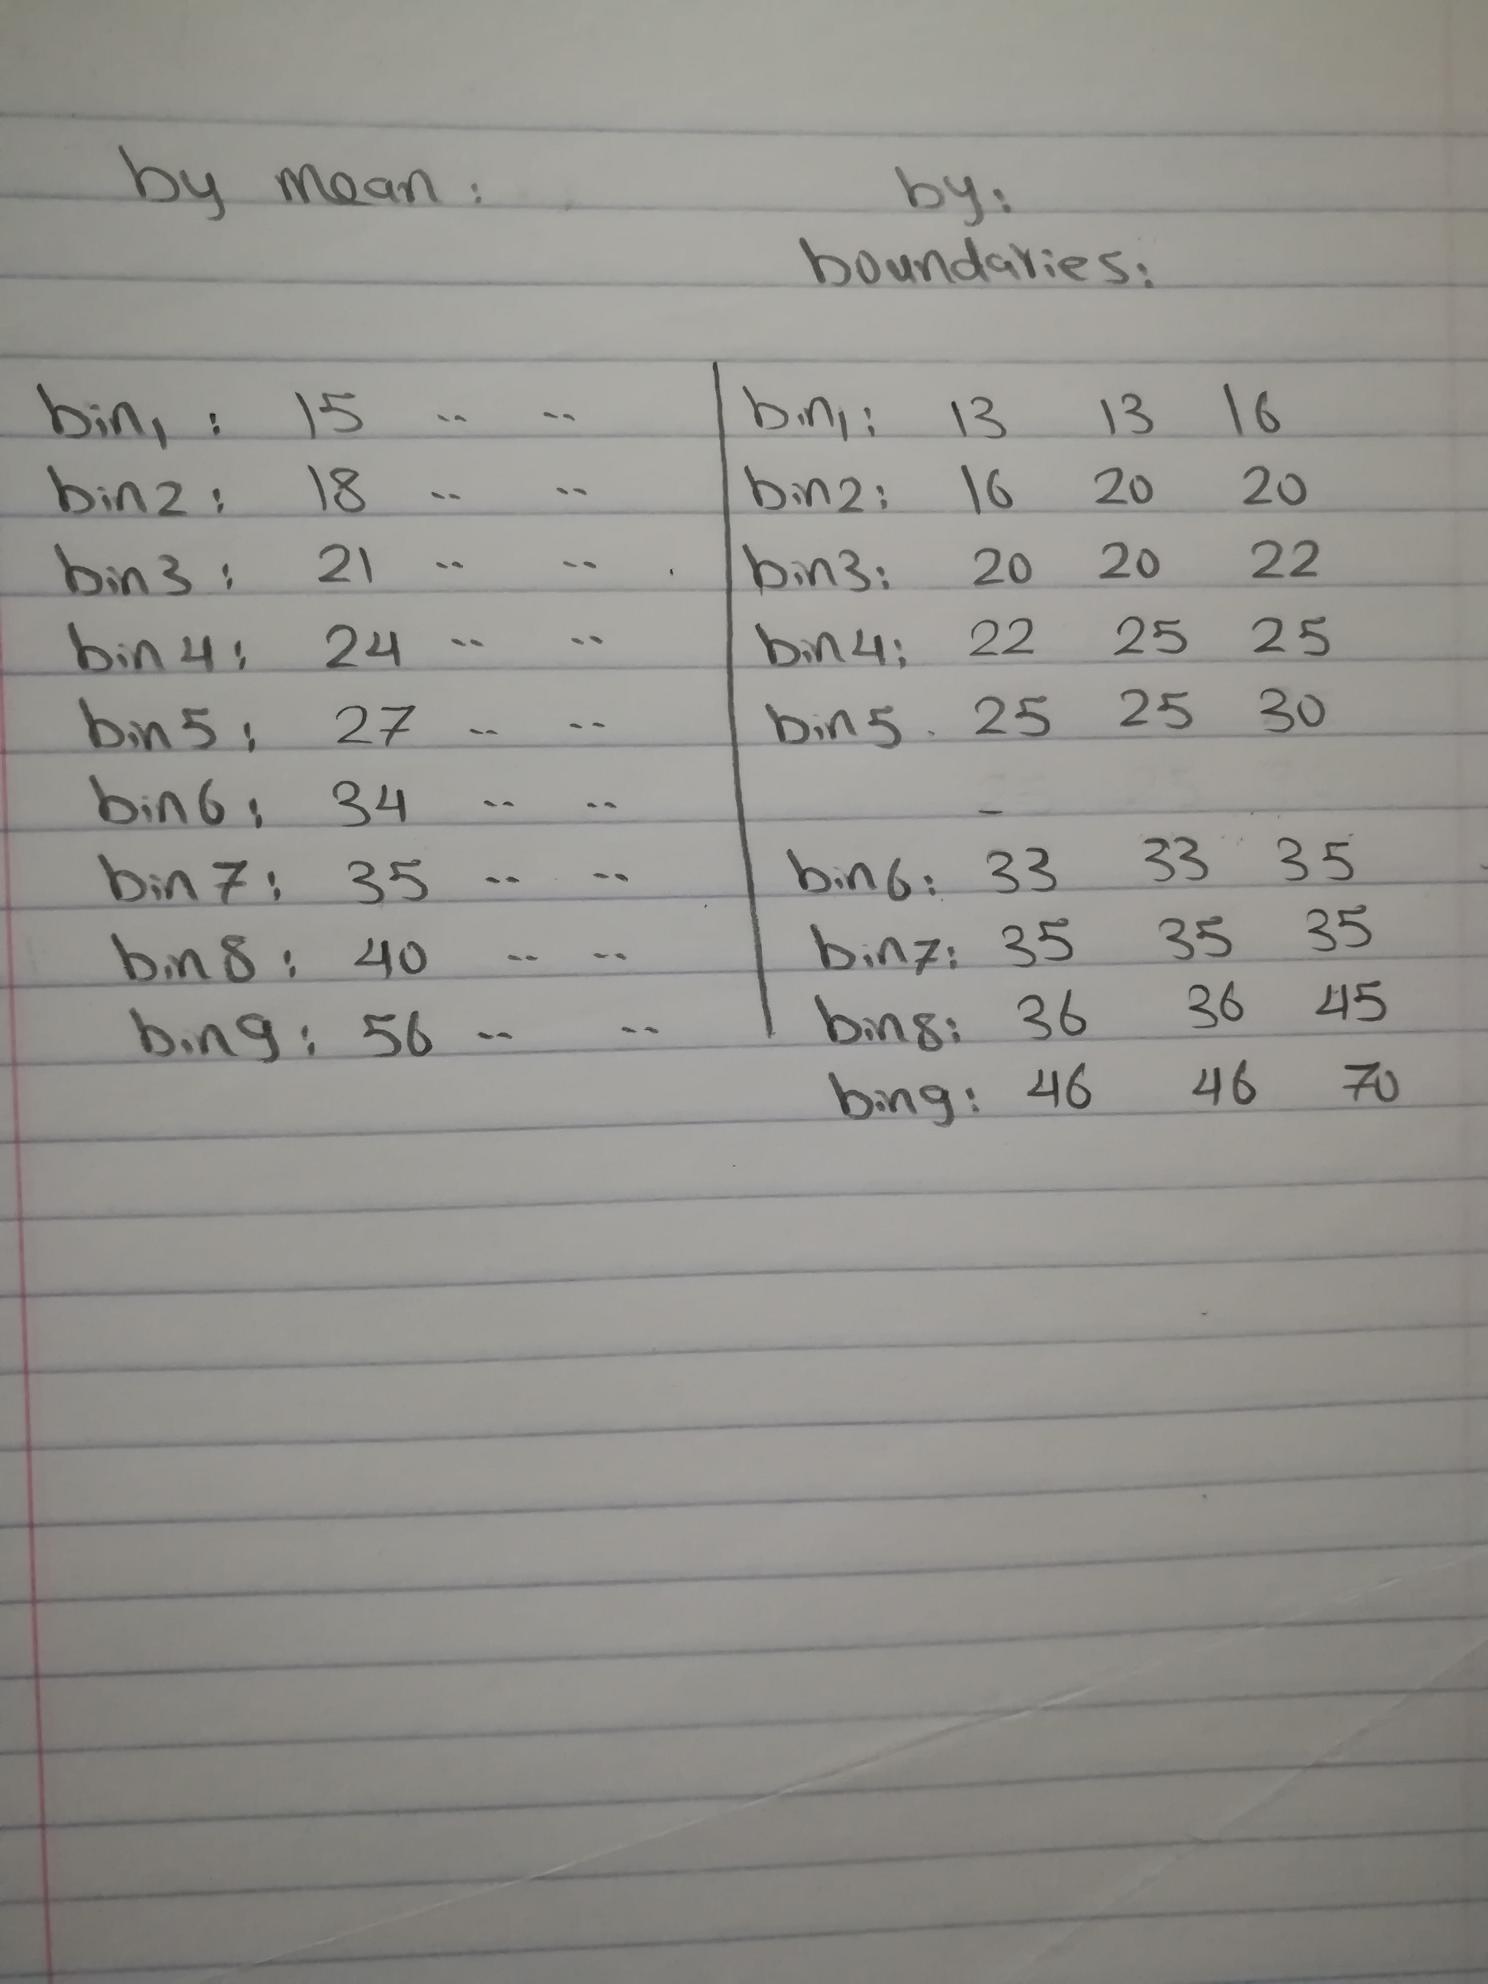 by mean:
by:
boundaries:
bin1: 15 .. ..
bin2: 18 .. ..
bin3: 21 .. ..
bin4: 24 .. ..
bin5: 27 .. ..
bin6: 34 .. ..
bin7: 35 .. ..
bin8: 40 .. ..
bin9: 56 .. ..
bin1: 13 13 16
bin2: 16 20 20
bin3: 20 20 22
bin4: 22 25 25
bin5. 25 25 30
bin6: 33 33 35
bin7: 35 35 35
bin8: 36 36 45
bin9: 46 46 70